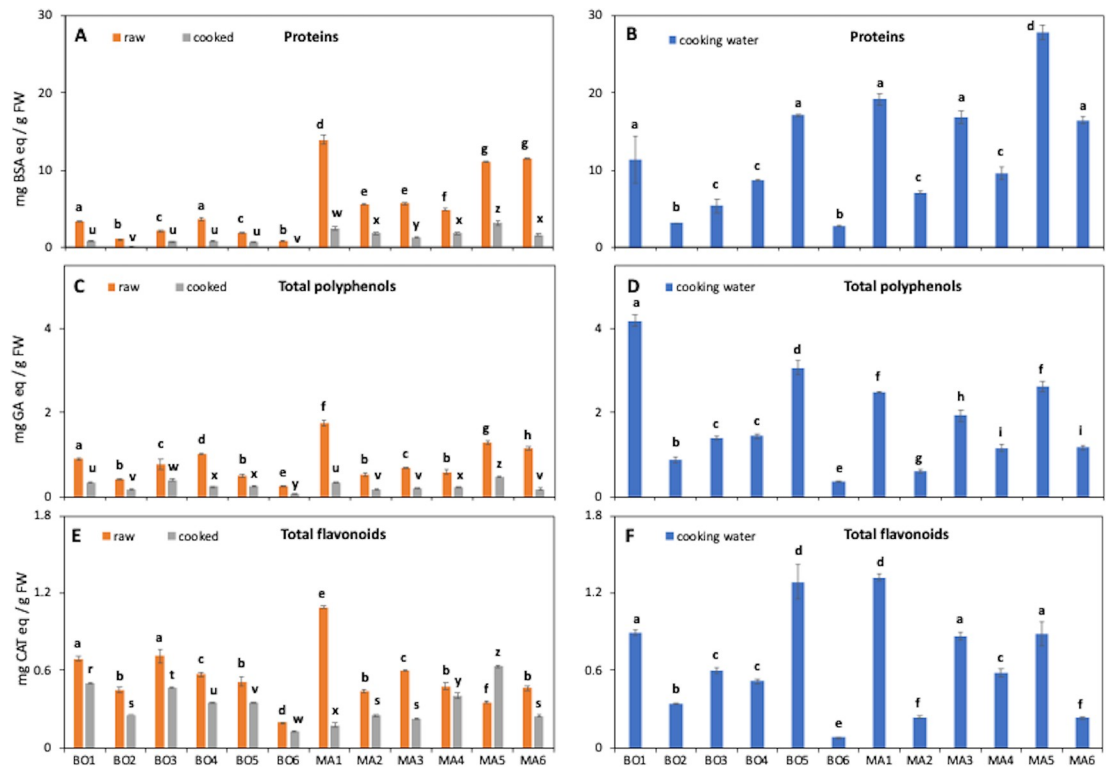 A Proteins
raw cooked
mg BSA eq / g FW
30
20
10
0
a u b v c u a u c u b v d w e x e y f x g z g x
B Proteins
cooking water
30
20
10
0
a b c c a b a c a c d a
C Total polyphenols
raw cooked
mg GA eq / g FW
4
2
0
a u b v c w d x b x e y f u b v c v b v g z h v
D Total polyphenols
cooking water
4
2
0
a b c c d e f g h i f i
E Total flavonoids
raw cooked
mg CAT eq / g FW
1.8
1.2
0.6
0
a r b s a t c u b v d w e x b s c s b y f z b s
BO1 BO2 BO3 BO4 BO5 BO6 MA1 MA2 MA3 MA4 MA5 MA6
F Total flavonoids
cooking water
1.8
1.2
0.6
0
a b c c d e d f a c a f
BO1 BO2 BO3 BO4 BO5 BO6 MA1 MA2 MA3 MA4 MA5 MA6